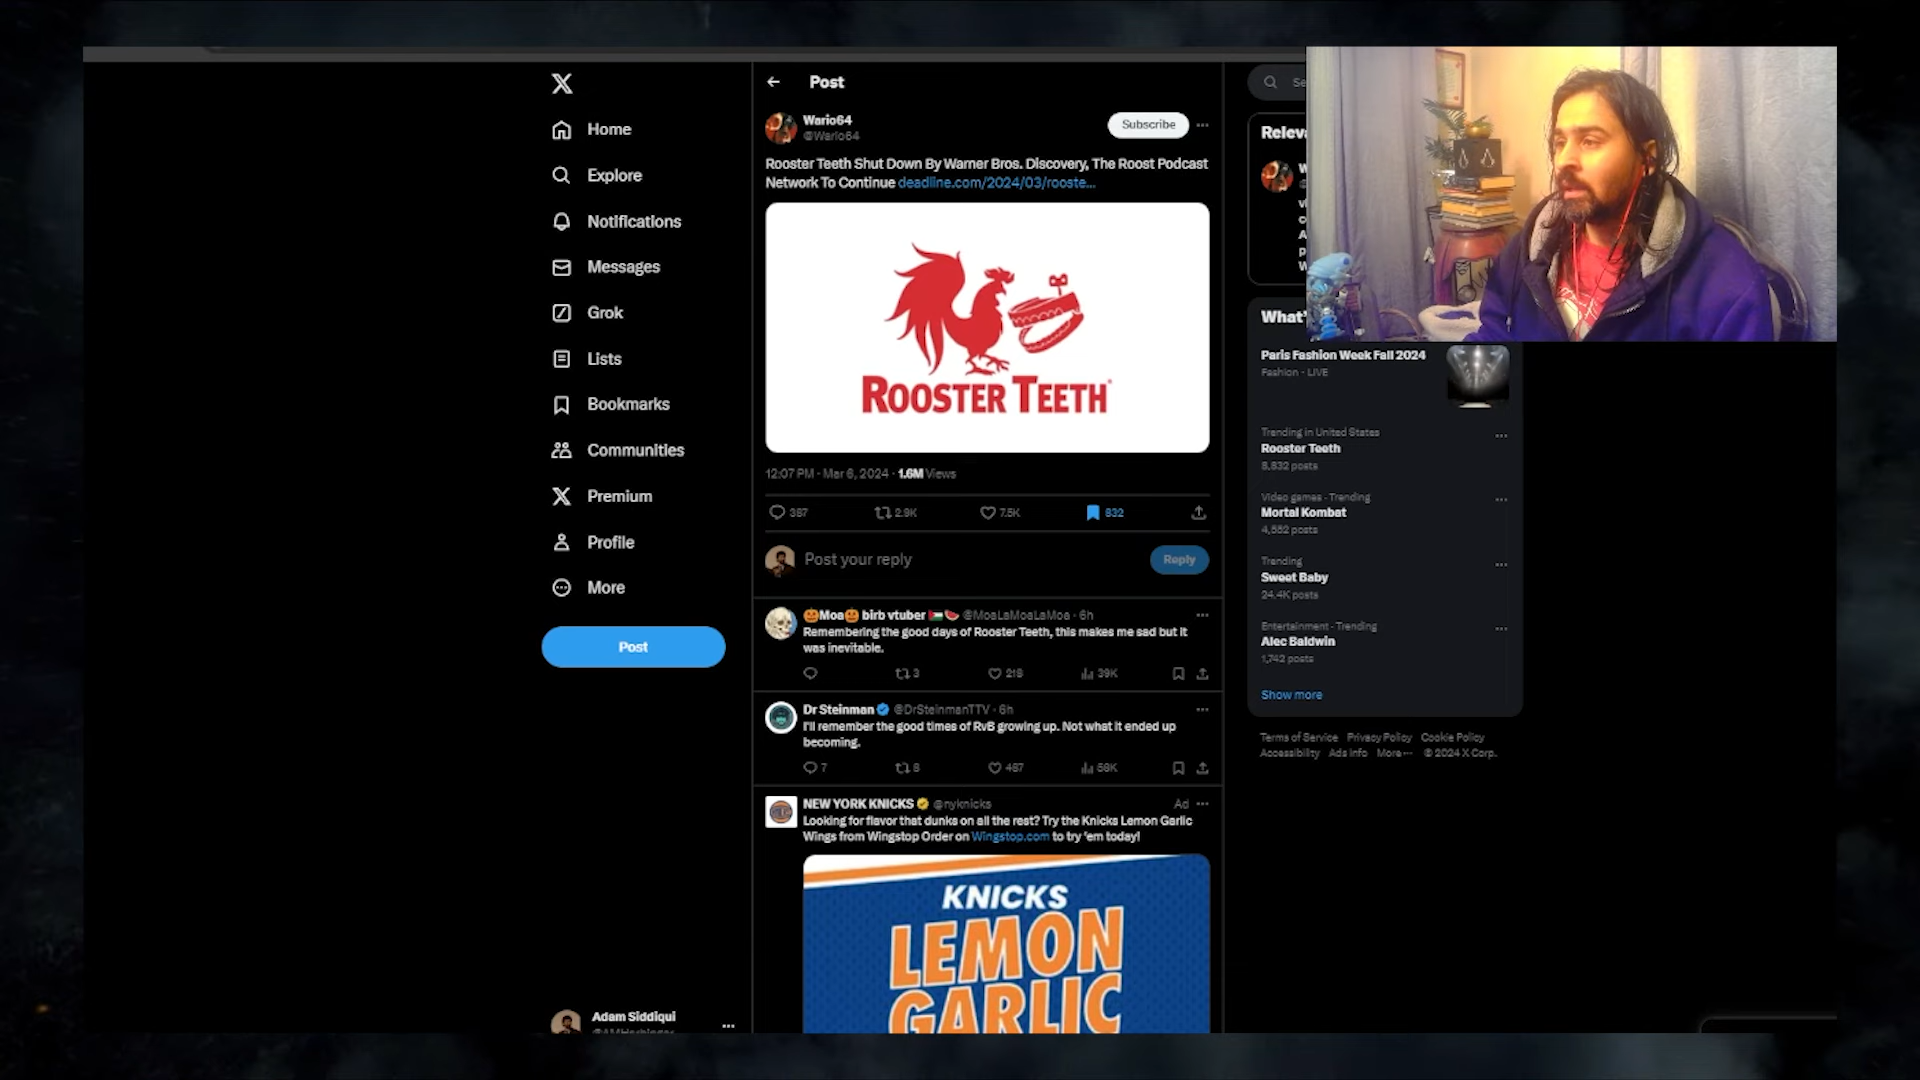 Home
Explore
Notifications
Messages
Grok
Lists
Bookmarks
Communities
Premium
Profile
More
Post
Adam Siddiqui
Post
Wario64
@Wario64
Subscribe
Rooster Teeth Shut Down By Warner Bros. Discovery, The Roost Podcast
Network To Continue deadline.com/2024/03/rooste...
ROOSTER TEETH
12:07 PM · Mar 6, 2024 · 1.6M Views
387 2.9K 7.5K 832
Post your reply
Reply
Moa birb vtuber @MoaLaMoaLaMoa · 6h
Remembering the good days of Rooster Teeth, this makes me sad but it
was inevitable.
3 218 39K
Dr Steinman @DrSteinmanTTV · 6h
I'll remember the good times of RvB growing up. Not what it ended up
becoming.
7 8 487 58K
NEW YORK KNICKS @nyknicks Ad
Looking for flavor that dunks on all the rest? Try the Knicks Lemon Garlic
Wings from Wingstop Order on Wingstop.com to try 'em today!
KNICKS
LEMON
GARLIC
Se
Releva
What'
Paris Fashion Week Fall 2024
Fashion · LIVE
Trending in United States
Rooster Teeth
8,832 posts
Video games · Trending
Mortal Kombat
4,882 posts
Trending
Sweet Baby
24.4K posts
Entertainment · Trending
Alec Baldwin
1,742 posts
Show more
Terms of Service Privacy Policy Cookie Policy
Accessibility Ads info More ... © 2024 X Corp.